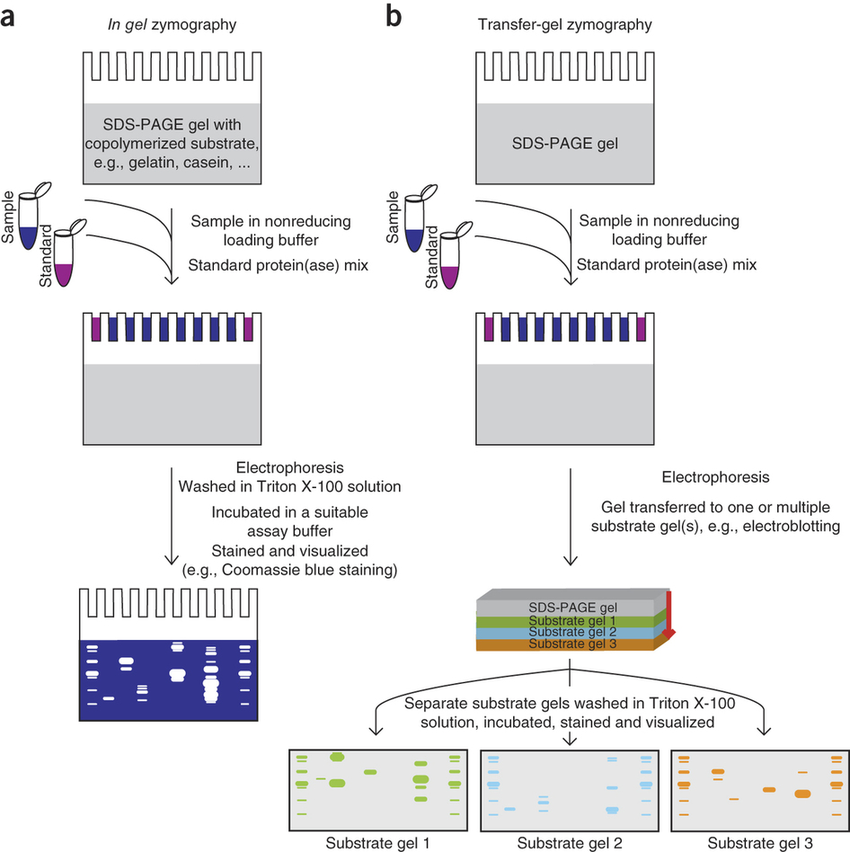 a
In gel zymography
SDS-PAGE gel with
copolymerized substrate,
e.g., gelatin, casein, ...
Sample
Standard
Sample in nonreducing
loading buffer
Standard protein(ase) mix
Electrophoresis
Washed in Triton X-100 solution
Incubated in a suitable
assay buffer
Stained and visualized
(e.g., Coomassie blue staining)
b
Transfer-gel zymography
SDS-PAGE gel
Sample
Standard
Sample in nonreducing
loading buffer
Standard protein(ase) mix
Electrophoresis
Gel transferred to one or multiple
substrate gel(s), e.g., electroblotting
SDS-PAGE gel
Substrate gel 1
Substrate gel 2
Substrate gel 3
Separate substrate gels washed in Triton X-100
solution, incubated, stained and visualized
Substrate gel 1
Substrate gel 2
Substrate gel 3